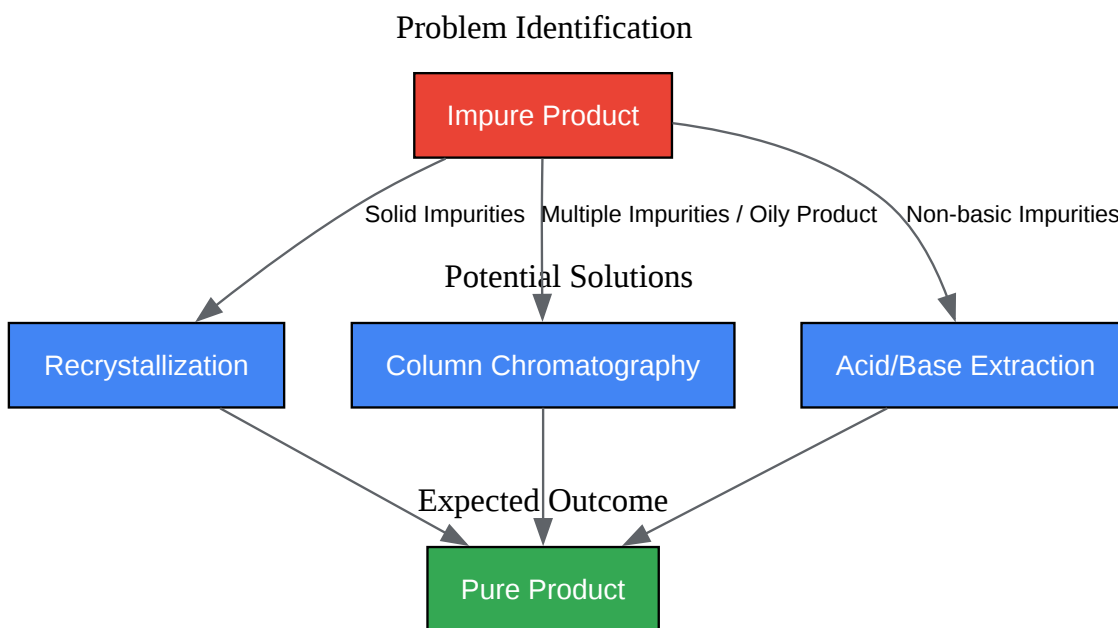 Problem Identification
Impure Product
Solid Impurities
Multiple Impurities / Oily Product
Non-basic Impurities
Potential Solutions
Recrystallization
Column Chromatography
Acid/Base Extraction
Expected Outcome
Pure Product